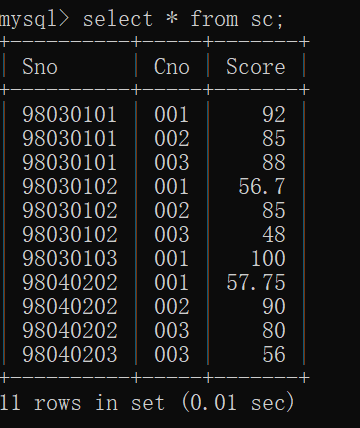 mysql> select * from sc;
+----------+-----+-------+
| Sno      | Cno | Score |
+----------+-----+-------+
| 98030101 | 001 |    92 |
| 98030101 | 002 |    85 |
| 98030101 | 003 |    88 |
| 98030102 | 001 |  56.7 |
| 98030102 | 002 |    85 |
| 98030102 | 003 |    48 |
| 98030103 | 001 |   100 |
| 98040202 | 001 | 57.75 |
| 98040202 | 002 |    90 |
| 98040202 | 003 |    80 |
| 98040203 | 003 |    56 |
+----------+-----+-------+
11 rows in set (0.01 sec)